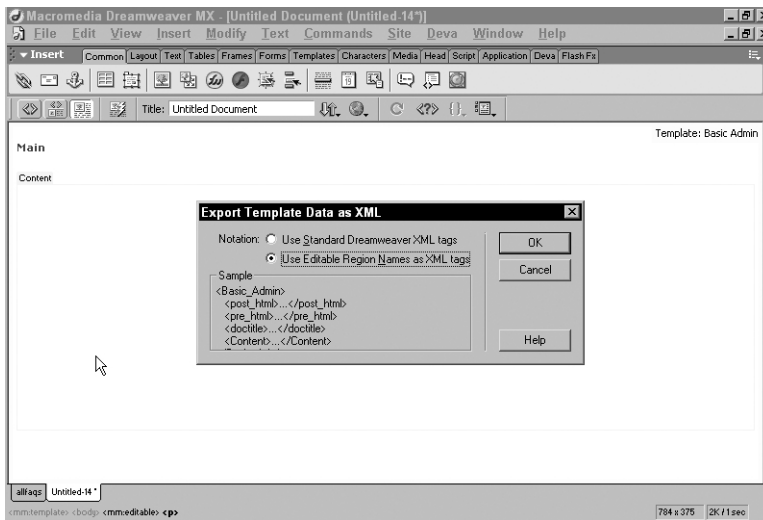 Macromedia Dreamweaver MX - [Untitled Document (Untitled-14*)]
File Edit View Insert Modify Text Commands Site Deva Window Help
Insert Common Layout Text Tables Frames Forms Templates Characters Media Head Script Application Deva Flash Fx
Title: Untitled Document
Template: Basic Admin
Main
Content
Export Template Data as XML
Notation: Use Standard Dreamweaver XML tags
OK
Use Editable Region Names as XML tags
Cancel
Sample
<Basic_Admin>
<post_html>...</post_html>
<pre_html>...</pre_html>
<doctitle>...</doctitle>
<Content>...</Content>
Help
allfaqs Untitled-14*
<mm:template> <body> <mm:editable> <p> 784 x 375 2K / 1 sec